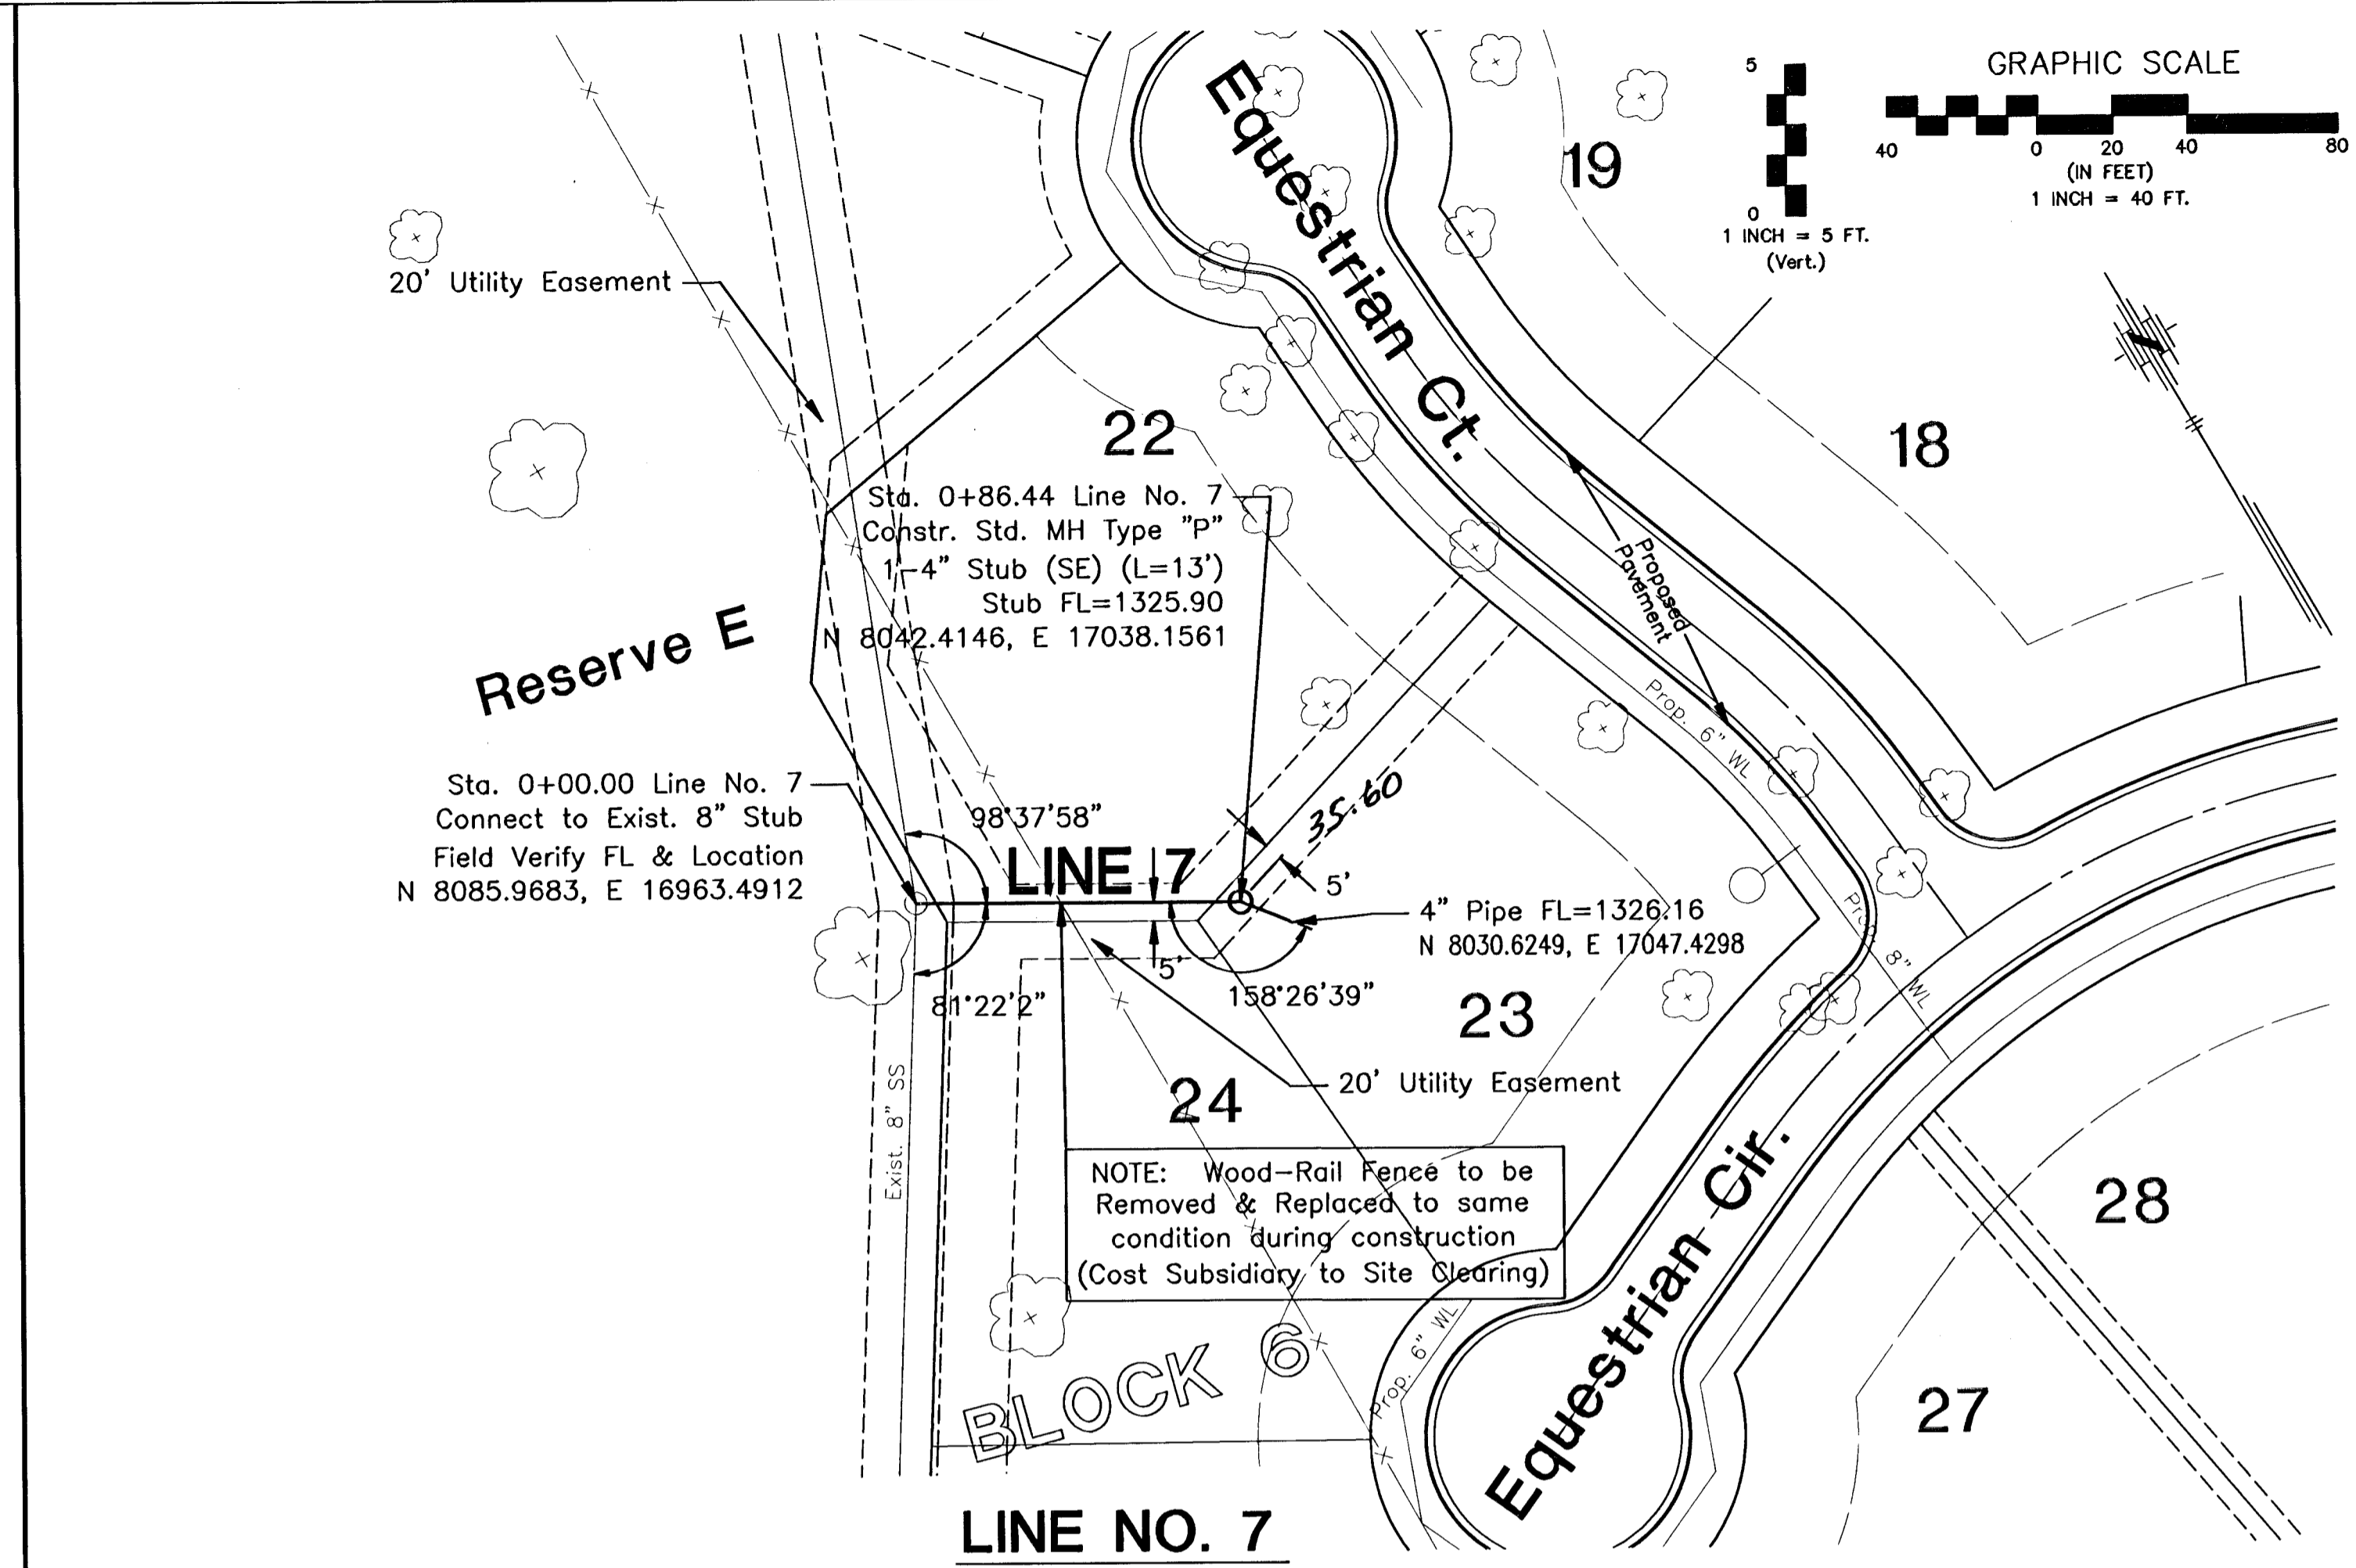 GRAPHIC SCALE
5
0
1 INCH = 5 FT.
(Vert.)
40 0 20 40 80
(IN FEET)
1 INCH = 40 FT.
Equestrian Ct.
19
18
20' Utility Easement
22
Sta. 0+86.44 Line No. 7
Constr. Std. MH Type "P"
1-4" Stub (SE) (L=13')
Stub FL=1325.90
N 8042.4146, E 17038.1561
Proposed
Pavement
Reserve E
Prop. 6" WL
Sta. 0+00.00 Line No. 7
Connect to Exist. 8" Stub
Field Verify FL & Location
N 8085.9683, E 16963.4912
98°37'58"
35.60
LINE 7
5'
4" Pipe FL=1326.16
N 8030.6249, E 17047.4298
5'
81°22'2"
158°26'39"
8" WL
23
20' Utility Easement
24
Exist. 8" SS
NOTE: Wood-Rail Fence to be
Removed & Replaced to same
condition during construction
(Cost Subsidiary to Site Clearing)
28
Equestrian Cir.
Prop. 6" WL
BLOCK 6
27
LINE NO. 7